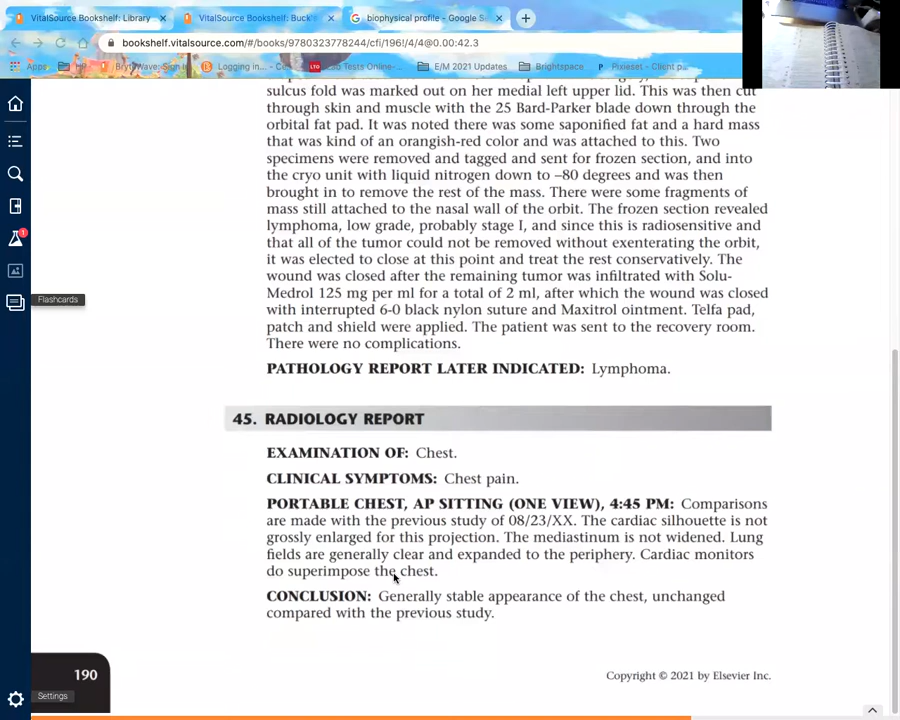 VitalSource Bookshelf: Library
VitalSource Bookshelf: Buck's
biophysical profile - Google S
bookshelf.vitalsource.com/#/books/9780323778244/cfi/196!/4/4@0.00:42.3
Apps
BrytWave: Sign I
Logging in...
LTO
Tests Online-...
E/M 2021 Updates
Brightspace
P Pixieset - Client p...
sulcus fold was marked out on her medial left upper lid. This was then cut
through skin and muscle with the 25 Bard-Parker blade down through the
orbital fat pad. It was noted there was some saponified fat and a hard mass
that was kind of an orangish-red color and was attached to this. Two
specimens were removed and tagged and sent for frozen section, and into
the cryo unit with liquid nitrogen down to –80 degrees and was then
brought in to remove the rest of the mass. There were some fragments of
mass still attached to the nasal wall of the orbit. The frozen section revealed
lymphoma, low grade, probably stage I, and since this is radiosensitive and
that all of the tumor could not be removed without exenterating the orbit,
it was elected to close at this point and treat the rest conservatively. The
wound was closed after the remaining tumor was infiltrated with Solu-
Medrol 125 mg per ml for a total of 2 ml, after which the wound was closed
with interrupted 6-0 black nylon suture and Maxitrol ointment. Telfa pad,
patch and shield were applied. The patient was sent to the recovery room.
There were no complications.
PATHOLOGY REPORT LATER INDICATED: Lymphoma.
1
Flashcards
45. RADIOLOGY REPORT
EXAMINATION OF: Chest.
CLINICAL SYMPTOMS: Chest pain.
PORTABLE CHEST, AP SITTING (ONE VIEW), 4:45 PM: Comparisons
are made with the previous study of 08/23/XX. The cardiac silhouette is not
grossly enlarged for this projection. The mediastinum is not widened. Lung
fields are generally clear and expanded to the periphery. Cardiac monitors
do superimpose the chest.
CONCLUSION: Generally stable appearance of the chest, unchanged
compared with the previous study.
190
Copyright © 2021 by Elsevier Inc.
Settings